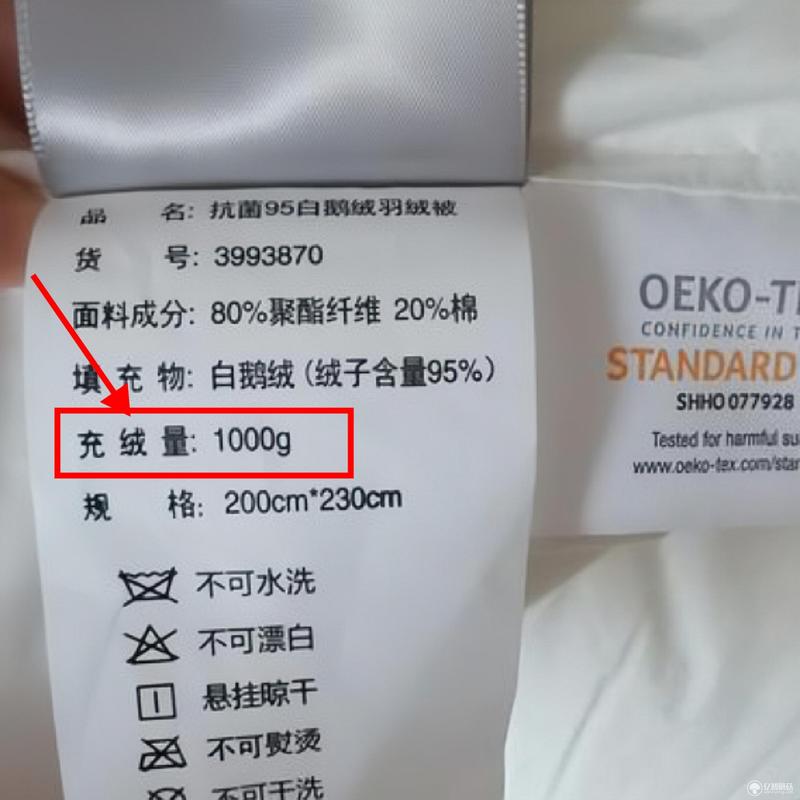 品 名: 抗菌95白鹅绒羽绒被
货 号: 3993870
面料成分: 80%聚酯纤维 20%棉
填充物: 白鹅绒 (绒子含量95%)
充绒量: 1000g
规 格: 200cm*230cm
不可水洗
不可漂白
悬挂晾干
不可熨烫
不可干洗
OEKO-TE
CONFIDENCE IN T
STANDARD
SHHO 077928
Tested for harmful su
www.oeko-tex.com/stan